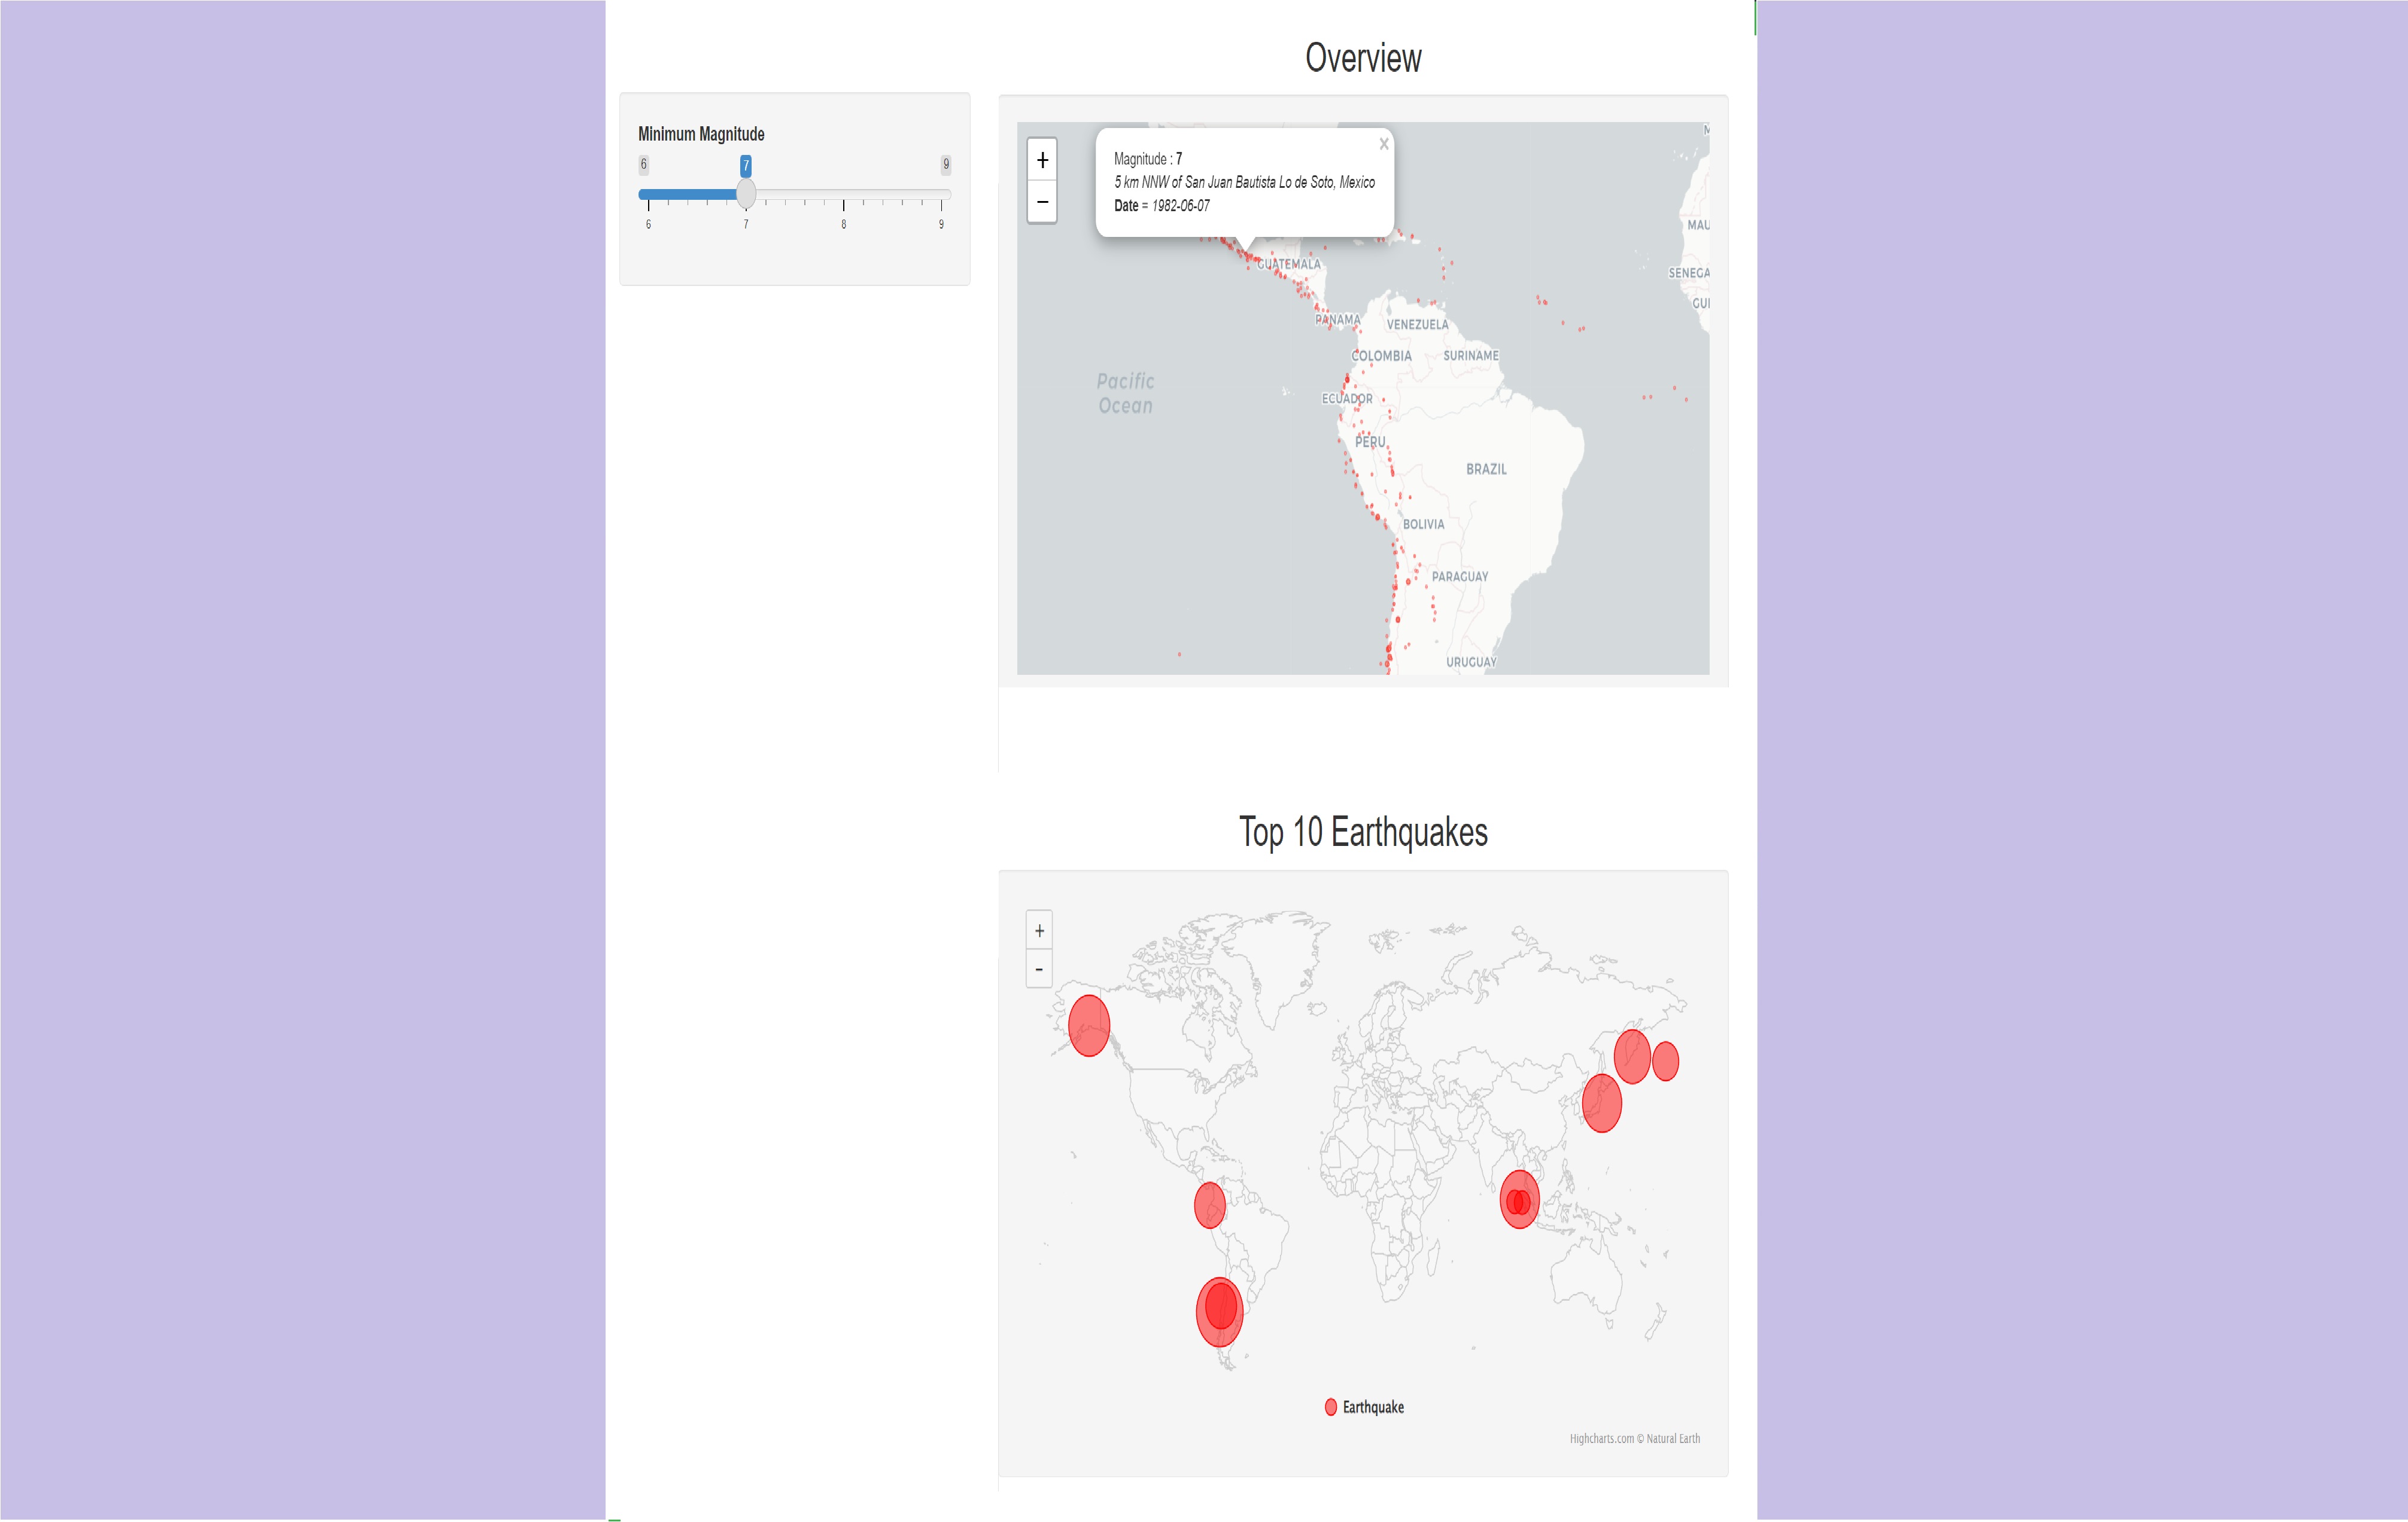 Overview
Minimum Magnitude
6
7
9
6
7
8
9
+
−
×
Magnitude : 7
5 km NNW of San Juan Bautista Lo de Soto, Mexico
Date = 1982-06-07
M
MAU
SENEGA
GUI
GUATEMALA
PANAMA
VENEZUELA
COLOMBIA
SURINAME
Pacific
Ocean
ECUADOR
PERU
BRAZIL
BOLIVIA
PARAGUAY
URUGUAY
Top 10 Earthquakes
+
-
Earthquake
Highcharts.com © Natural Earth